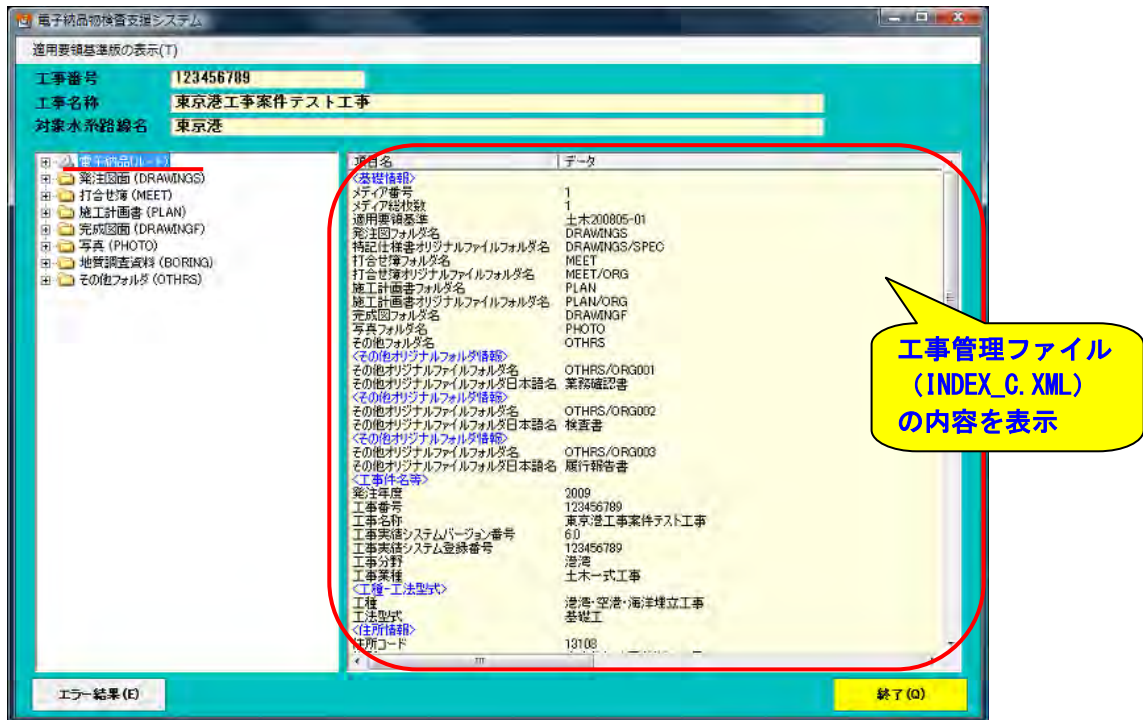 電子納品物検査支援システム
適用要領基準版の表示(T)
工事番号 123456789
工事名称 東京港工事案件テスト工事
対象水系路線名 東京港
電子納品(ルート)
発注図面 (DRAWINGS)
打合せ簿 (MEET)
施工計画書 (PLAN)
完成図面 (DRAWINGF)
写真 (PHOTO)
地質調査資料 (BORING)
その他フォルダ (OTHRS)
項目名 データ
<基礎情報>
メディア番号 1
メディア総枚数 1
適用要領基準 土木200805-01
発注図フォルダ名 DRAWINGS
特記仕様書オリジナルファイルフォルダ名 DRAWINGS/SPEC
打合せ簿フォルダ名 MEET
打合せ簿オリジナルファイルフォルダ名 MEET/ORG
施工計画書フォルダ名 PLAN
施工計画書オリジナルファイルフォルダ名 PLAN/ORG
完成図フォルダ名 DRAWINGF
写真フォルダ名 PHOTO
その他フォルダ名 OTHRS
<その他オリジナルフォルダ情報>
その他オリジナルファイルフォルダ名 OTHRS/ORG001
その他オリジナルファイルフォルダ日本語名 業務確認書
<その他オリジナルフォルダ情報>
その他オリジナルファイルフォルダ名 OTHRS/ORG002
その他オリジナルファイルフォルダ日本語名 検査書
<その他オリジナルフォルダ情報>
その他オリジナルファイルフォルダ名 OTHRS/ORG003
その他オリジナルファイルフォルダ日本語名 履行報告書
<工事件名等>
発注年度 2009
工事番号 123456789
工事名称 東京港工事案件テスト工事
工事実績システムバージョン番号 6.0
工事実績システム登録番号 123456789
工事分野 港湾
工事業種 土木一式工事
<工種-工法型式>
工種 港湾・空港・海洋埋立工事
工法型式 基礎工
<住所情報>
住所コード 13108
工事管理ファイル
(INDEX_C.XML)
の内容を表示
エラー結果(E)
終了(Q)